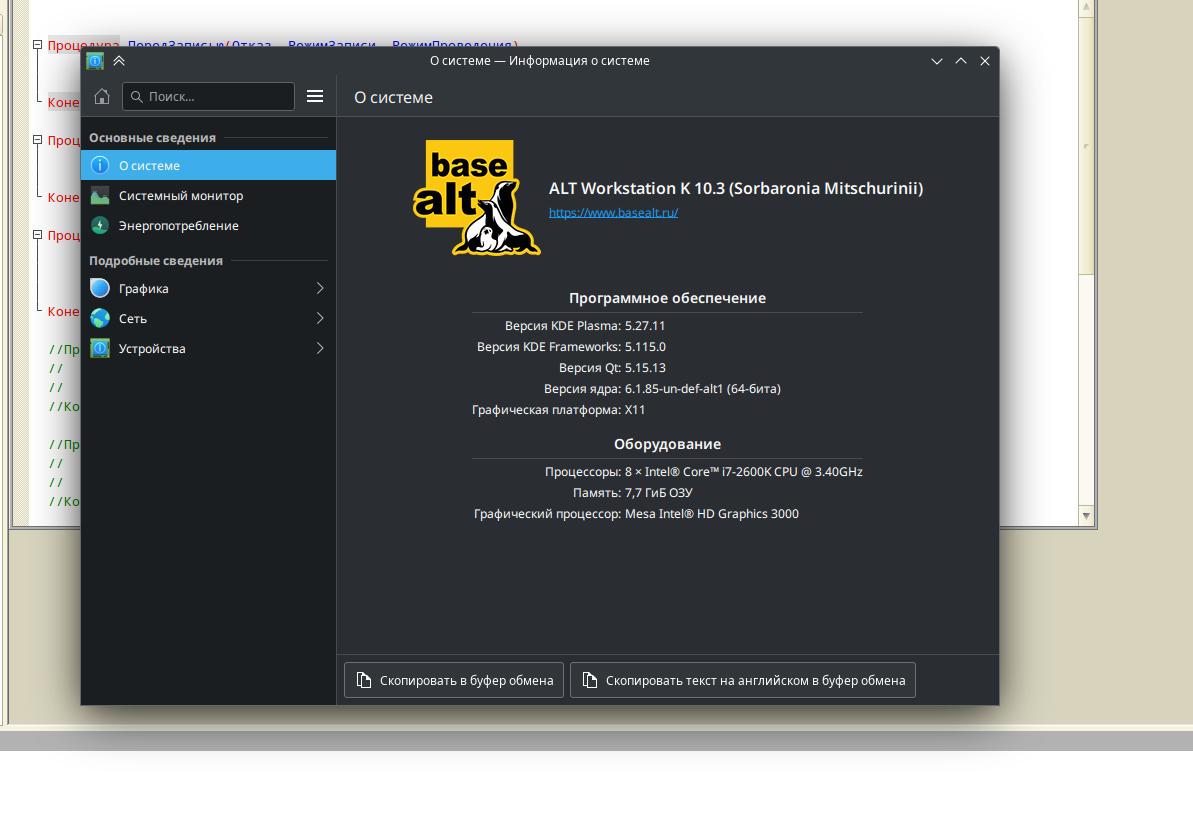 Процедура ПередЗаписью(Отказ, РежимЗаписи, РежимПроведения)
О системе — Информация о системе
Поиск...
О системе
Коне
Основные сведения
Проц
base
alt
О системе
ALT Workstation K 10.3 (Sorbaronia Mitschurinii)
Системный монитор
Коне
https://www.basealt.ru/
Энергопотребление
Проц
Подробные сведения
Графика
Программное обеспечение
Коне
Сеть
Версия KDE Plasma: 5.27.11
//Пр
Устройства
Версия KDE Frameworks: 5.115.0
//
Версия Qt: 5.15.13
//
Версия ядра: 6.1.85-un-def-alt1 (64-бита)
//Ко
Графическая платформа: X11
//Пр
Оборудование
//
Процессоры: 8 × Intel® Core™ i7-2600K CPU @ 3.40GHz
//
Память: 7,7 ГиБ ОЗУ
//Ко
Графический процессор: Mesa Intel® HD Graphics 3000
Скопировать в буфер обмена
Скопировать текст на английском в буфер обмена